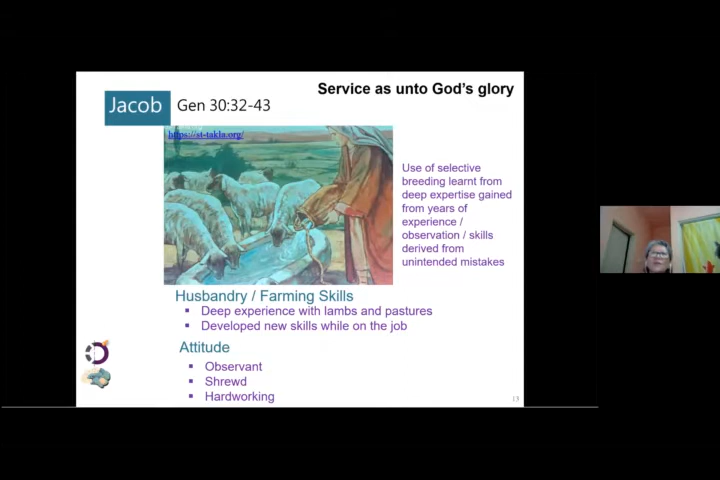 Service as unto God's glory
Jacob Gen 30:32-43
https://st-takla.org/
Use of selective
breeding learnt from
deep expertise gained
from years of
experience /
observation / skills
derived from
unintended mistakes
Husbandry / Farming Skills
▪ Deep experience with lambs and pastures
▪ Developed new skills while on the job
Attitude
▪ Observant
▪ Shrewd
▪ Hardworking
13